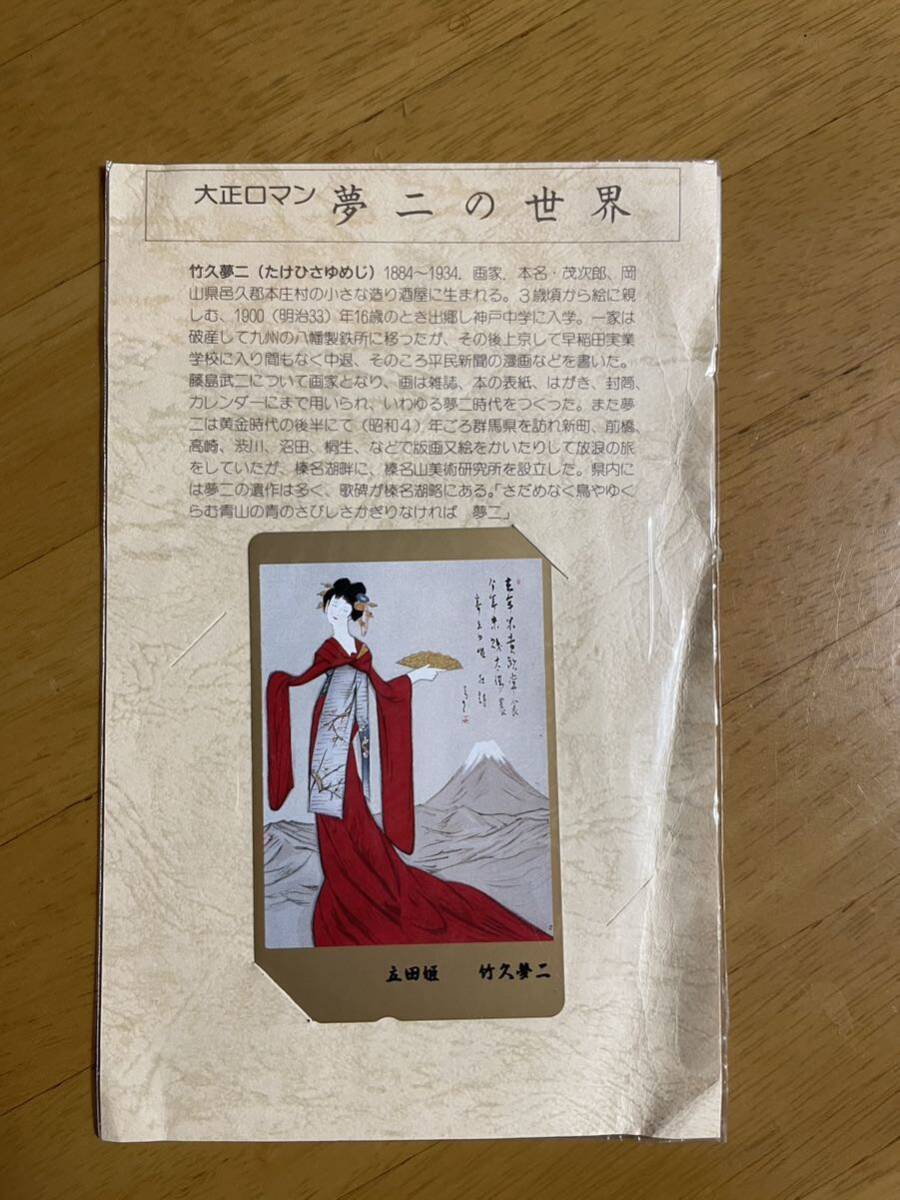 大正ロマン 夢二の世界
竹久夢二（たけひさゆめじ）1884～1934．画家．本名・茂次郎、岡
山県邑久郡本庄村の小さな造り酒屋に生まれる。３歳頃から絵に親
しむ、1900（明治33）年16歳のとき出郷し神戸中学に入学。一家は
破産して九州の八幡製鉄所に移ったが、その後上京して早稲田実業
学校に入り間もなく中退、そのころ平民新聞の漫画などを書いた。
藤島武二について画家となり、画は雑誌、本の表紙、はがき、封筒、
カレンダーにまで用いられ、いわゆる夢二時代をつくった。また夢
二は黄金時代の後半にて（昭和４）年ごろ群馬県を訪れ新町、前橋、
高崎、渋川、沼田、桐生、などで版画又絵をかいたりして放浪の旅
をしていたが、榛名湖畔に、榛名山美術研究所を設立した。県内に
は夢二の遺作は多く、歌碑が榛名湖略にある。「さだめなく鳥やゆく
らむ青山の青のさびしさかぎりなければ　夢二」
立田姫 竹久夢二